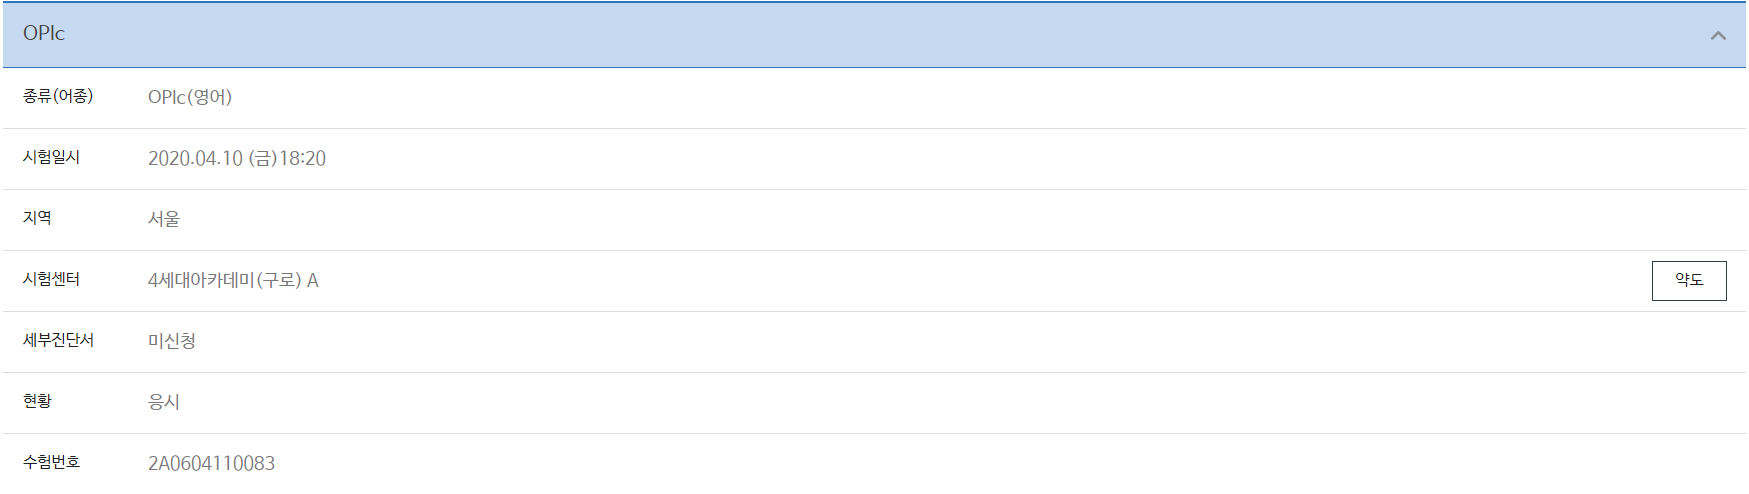 OPIc
종류(어종) OPIc(영어)
시험일시 2020.04.10 (금)18:20
지역 서울
시험센터 4세대아카데미(구로) A 약도
세부진단서 미신청
현황 응시
수험번호 2A0604110083